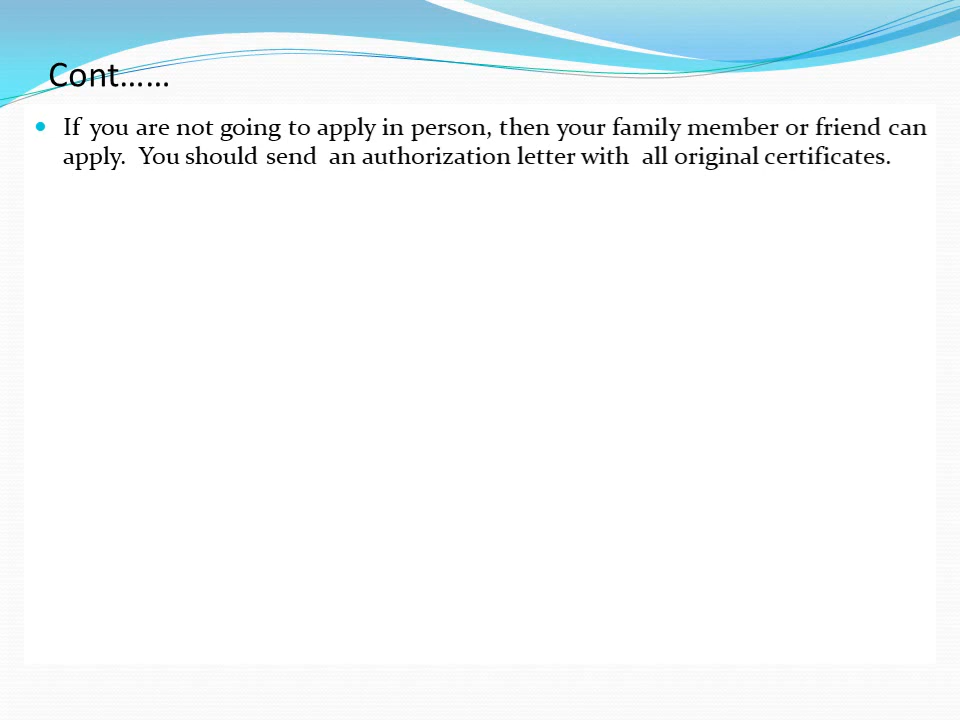 Cont……
If you are not going to apply in person, then your family member or friend can
apply. You should send an authorization letter with all original certificates.